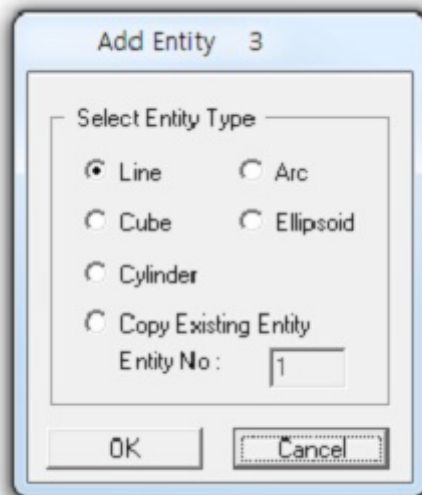 Add Entity 3
Select Entity Type
Line
Arc
Cube
Ellipsoid
Cylinder
Copy Existing Entity
Entity No :
1
OK
Cancel